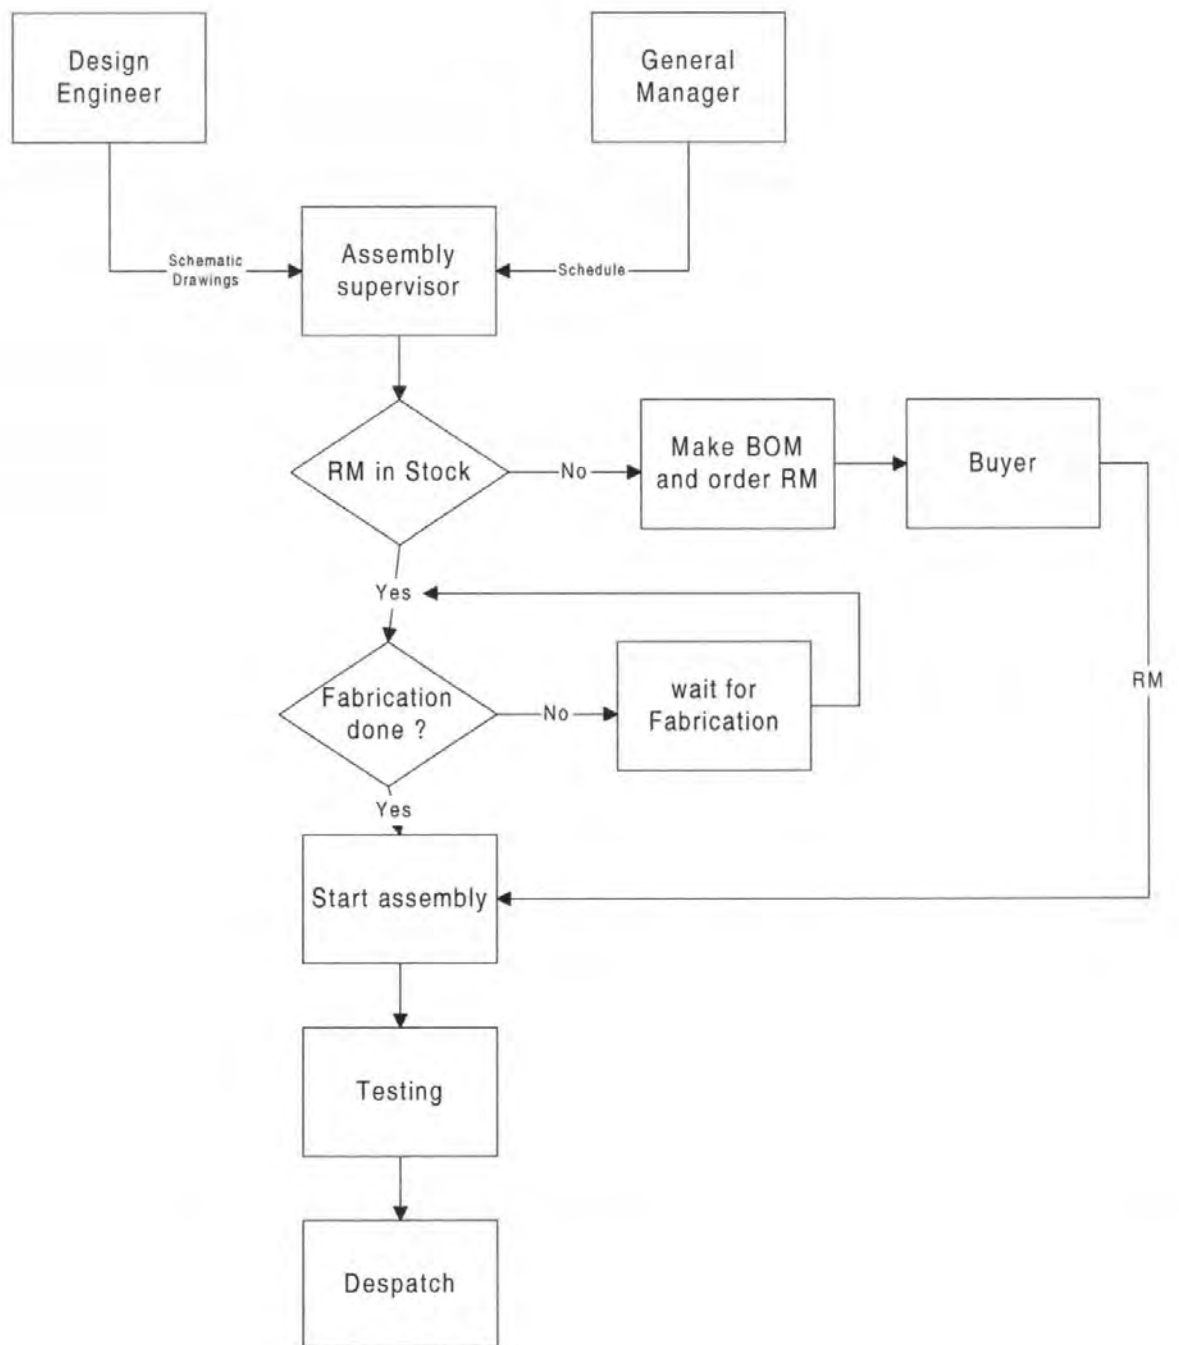 Design
Engineer
General
Manager
Schematic
Drawings
Assembly
supervisor
Schedule
RM in Stock
No
Make BOM
and order RM
Buyer
Yes
Fabrication
done ?
No
wait for
Fabrication
RM
Yes
Start assembly
Testing
Despatch